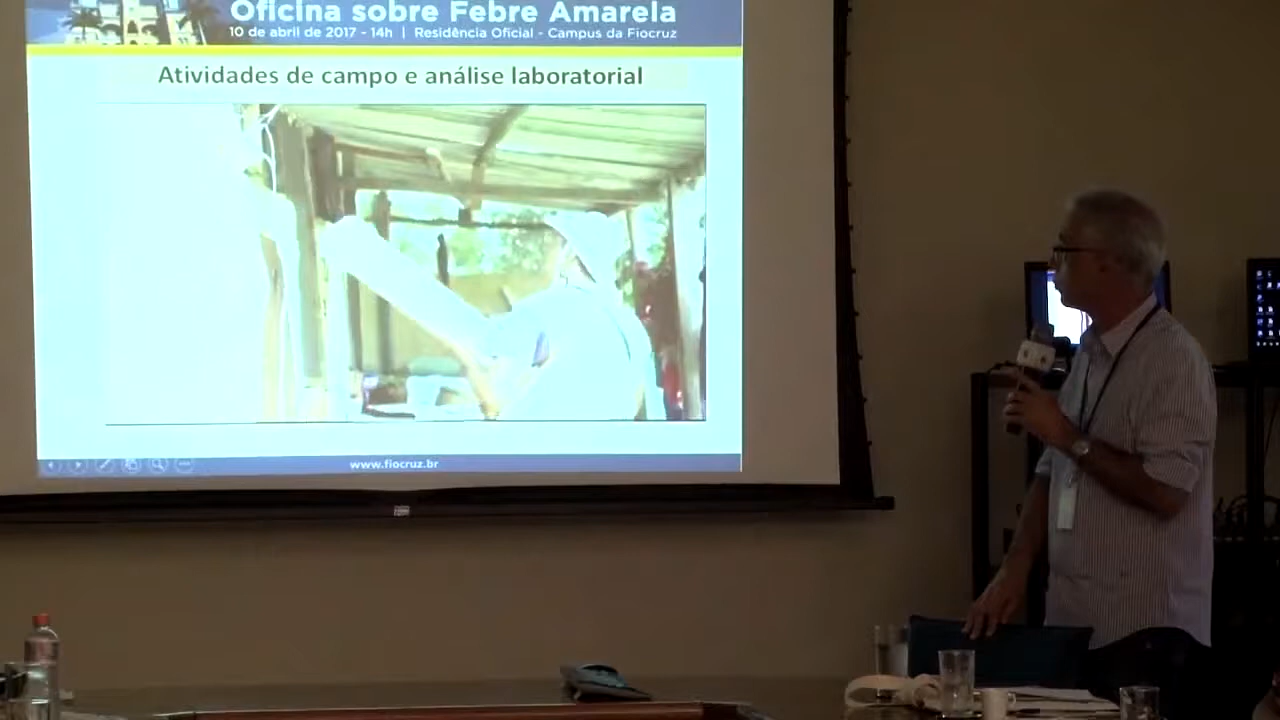 Oficina sobre Febre Amarela
10 de abril de 2017 - 14h | Residência Oficial - Campus da Fiocruz
Atividades de campo e análise laboratorial
www.fiocruz.br